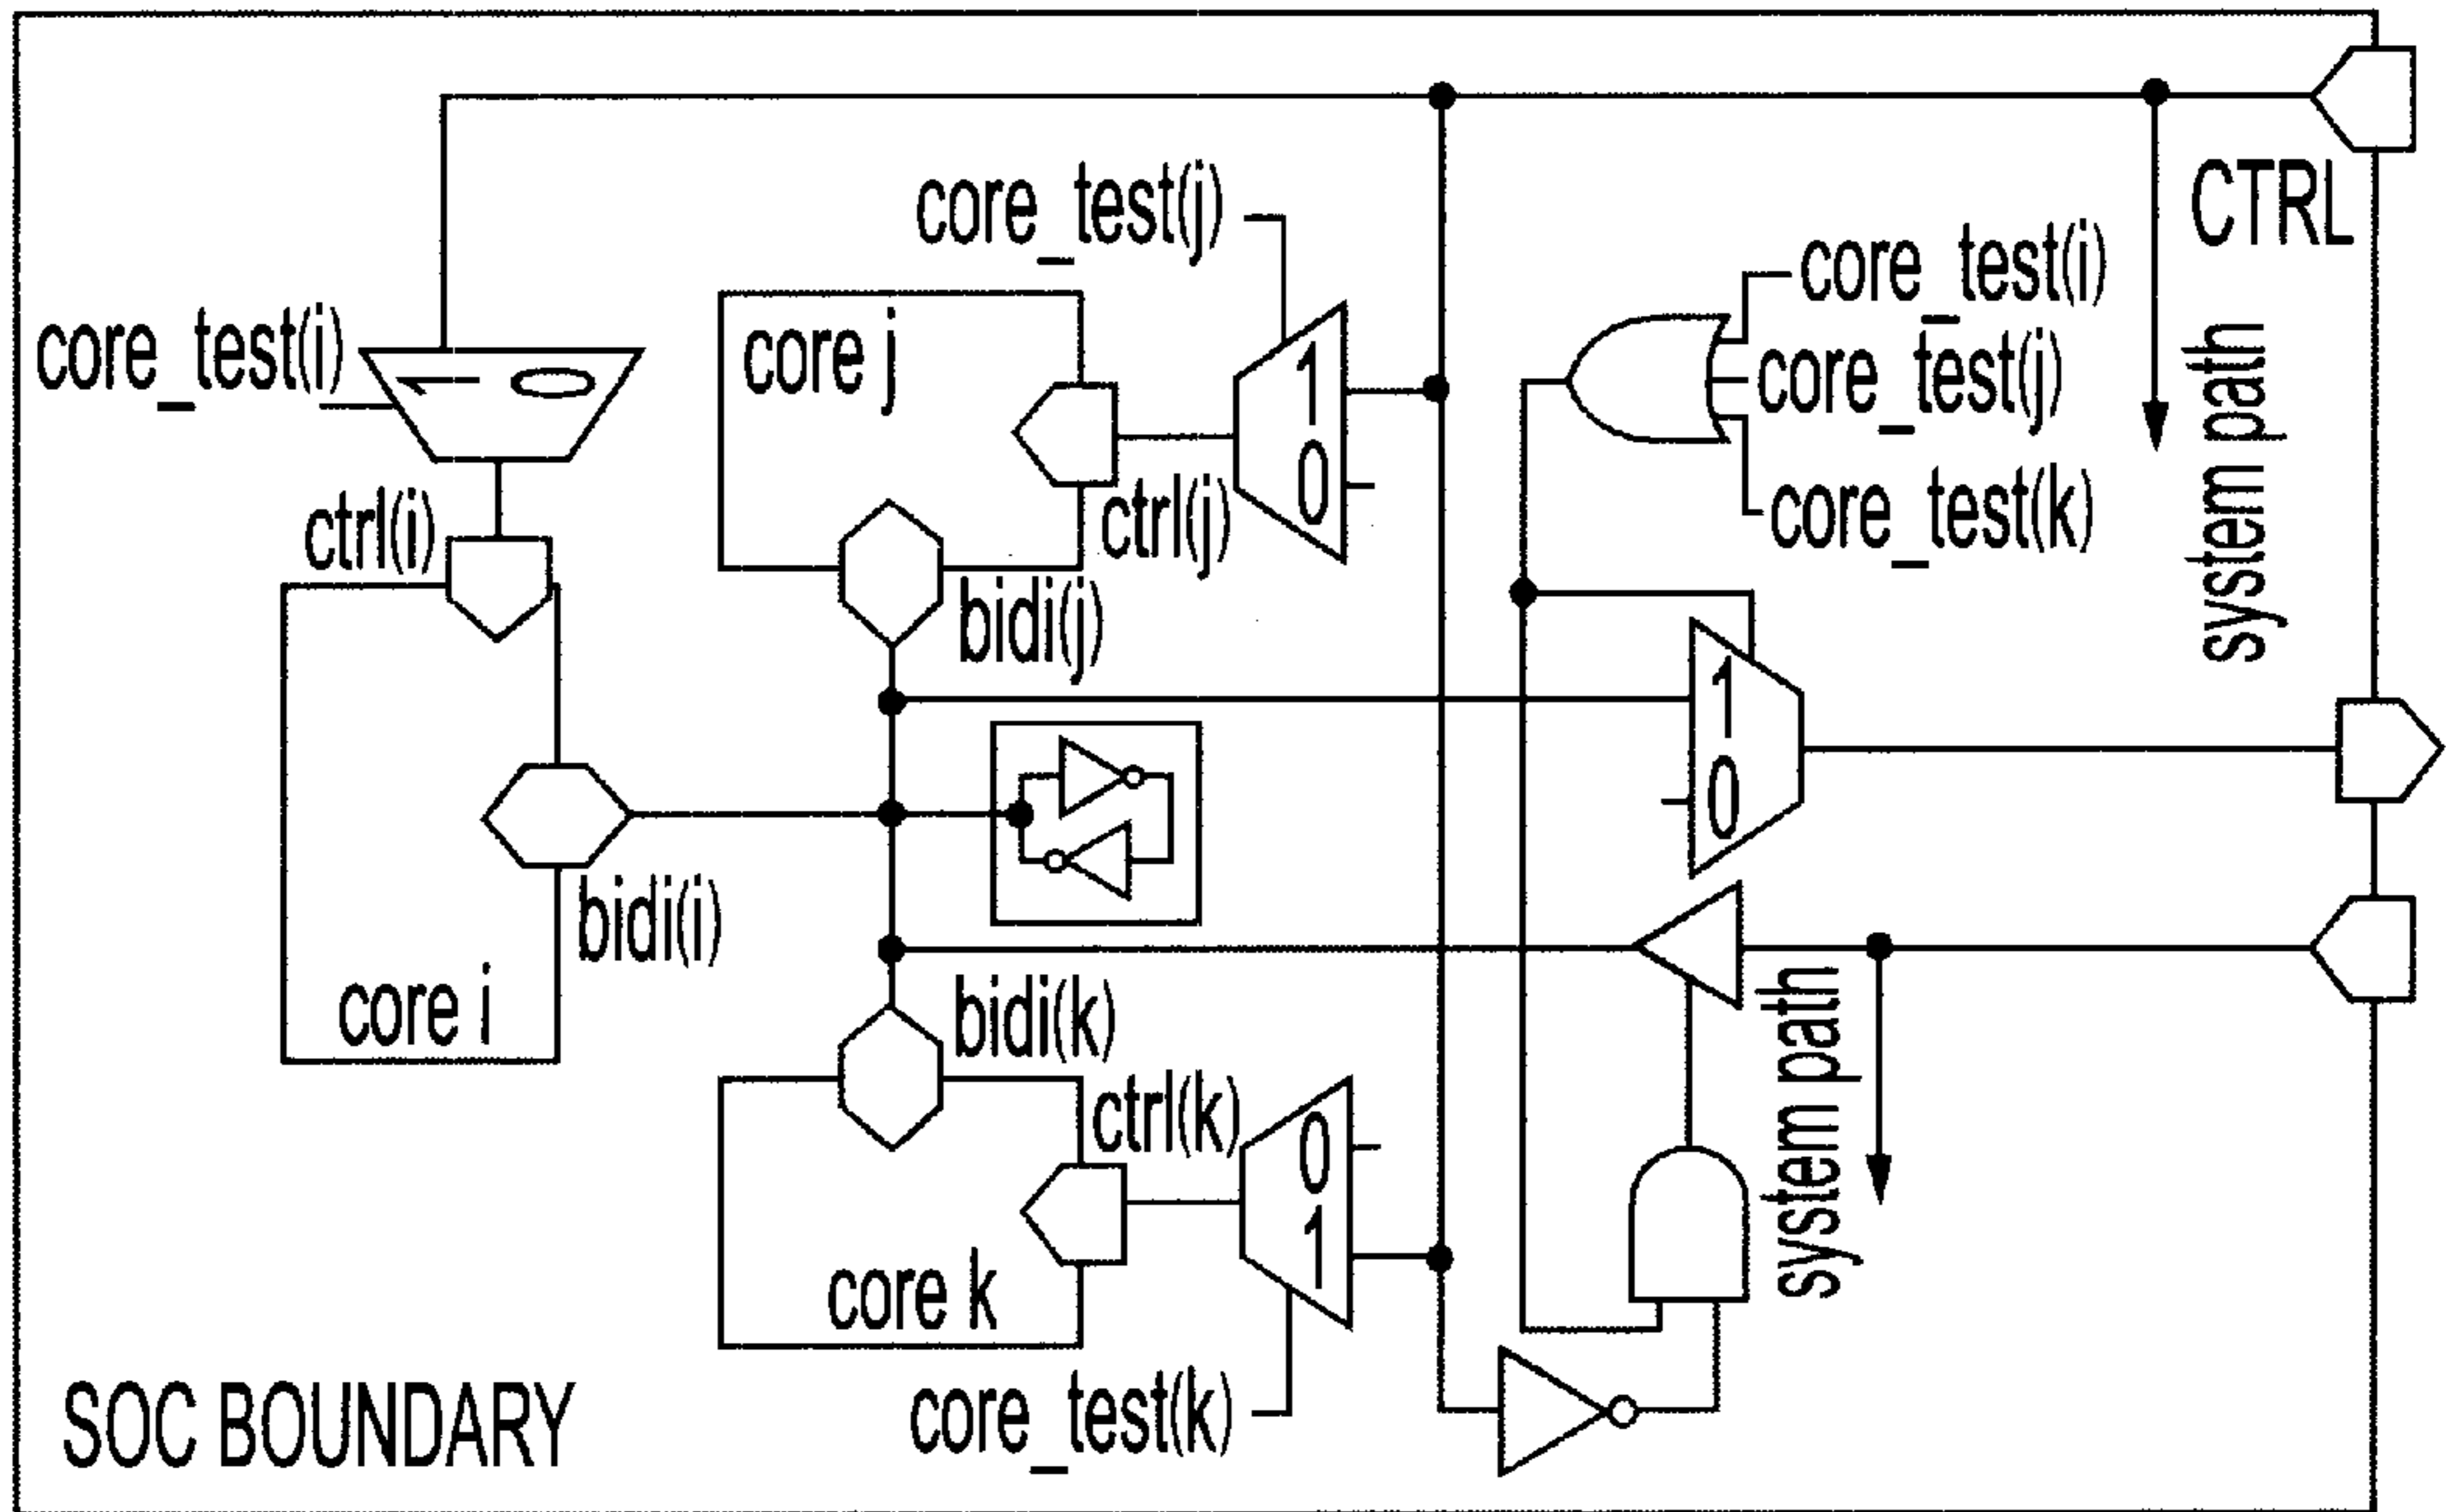 CTRL
core_test(j)
core_test(i)
core_test(i)
core j
1
0
core_test(j)
system path
1
0
ctrl(i)
ctrl(j)
core_test(k)
bidi(j)
1
0
bidi(i)
core i
bidi(k)
system path
ctrl(k)
0
1
core k
SOC BOUNDARY
core_test(k)